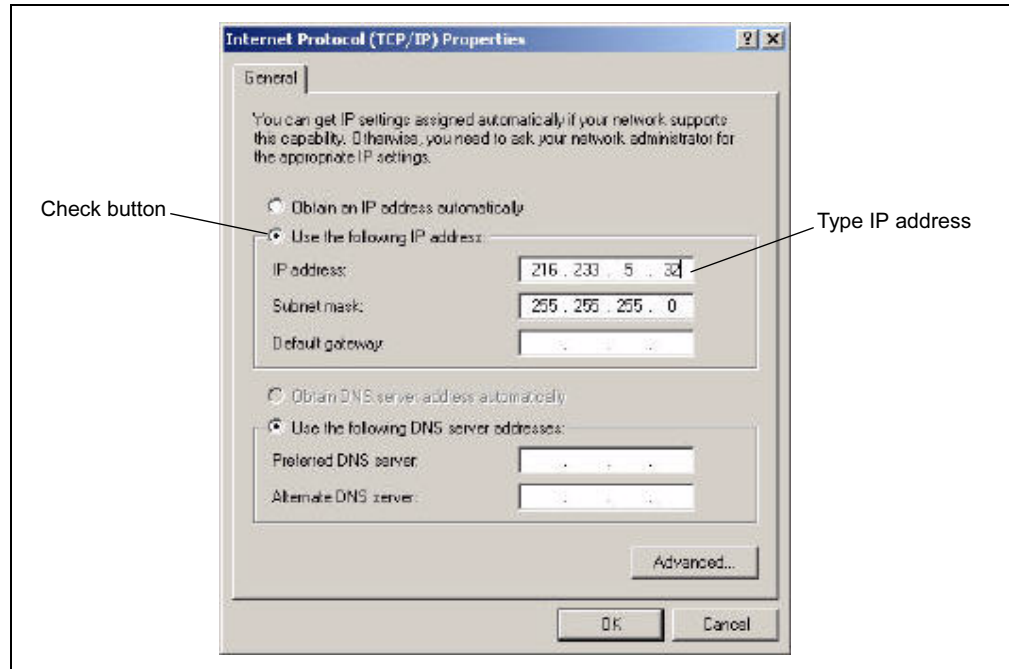 Internet Protocol (TCP/IP) Properties
General
You can get IP settings assigned automatically if your network supports
this capability. Otherwise, you need to ask your network administrator for
the appropriate IP settings.
Obtain an IP address automatically
Check button
Use the following IP address:
Type IP address
IP address:
216 . 233 . 5 . 32
Subnet mask:
255 . 255 . 255 . 0
Default gateway:
. . .
Obtain DNS server address automatically
Use the following DNS server addresses:
Preferred DNS server:
. . .
Alternate DNS server:
. . .
Advanced...
OK
Cancel